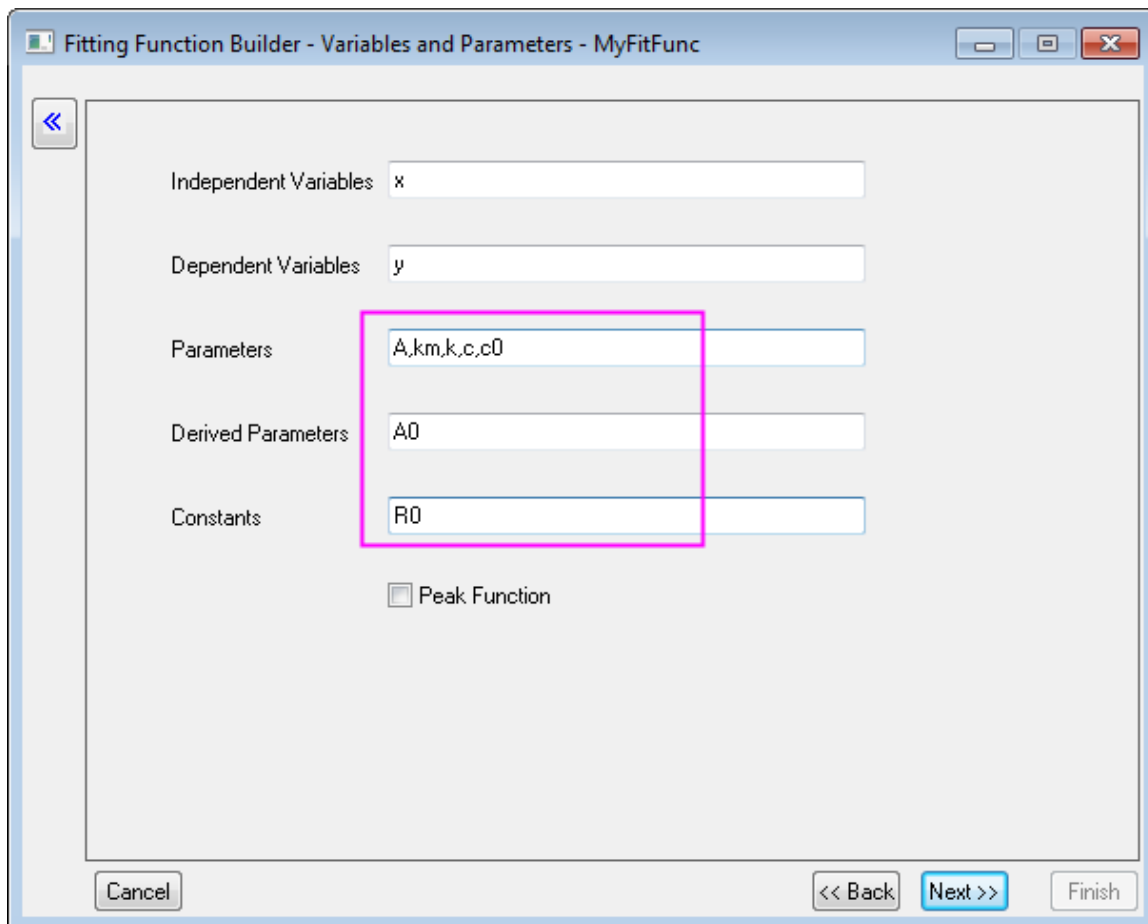 Fitting Function Builder - Variables and Parameters - MyFitFunc
Independent Variables x
Dependent Variables y
Parameters A,km,k,c,c0
Derived Parameters A0
Constants R0
Peak Function
Cancel << Back Next >> Finish